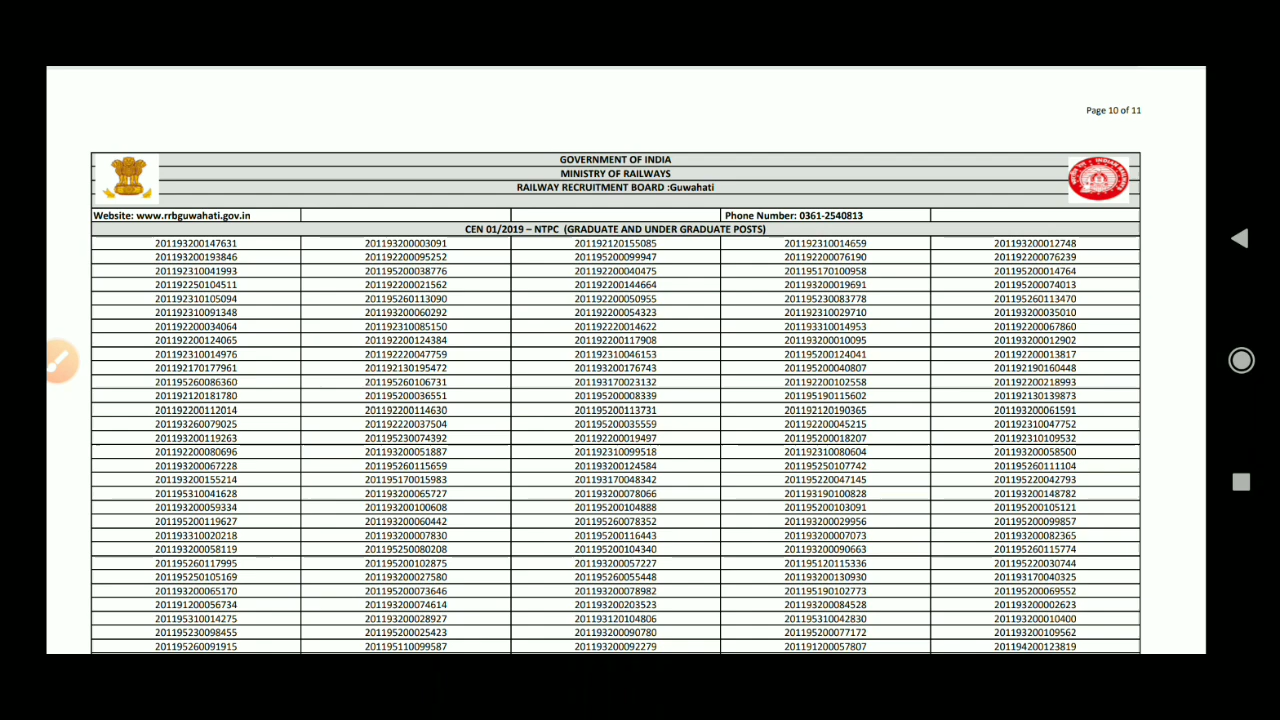 Page 10 of 11
GOVERNMENT OF INDIA
MINISTRY OF RAILWAYS
RAILWAY RECRUITMENT BOARD :Guwahati
Website: www.rrbguwahati.gov.in Phone Number: 0361-2540813
CEN 01/2019 – NTPC (GRADUATE AND UNDER GRADUATE POSTS)
201193200147631 201193200003091 201192120155085 201192310014659 201193200012748
201193200193846 201192200095252 201195200099947 201192200076190 201192200076239
201192310041993 201195200038776 201192200040475 201195170100958 201195200014764
201192250104511 201192200021562 201192200144664 201193200019691 201195200074013
201192310105094 201195260113090 201192200050955 201195230083778 201195260113470
201192310091348 201193200060292 201192200054323 201192310029710 201193200035010
201192200034064 201192310085150 201192220014622 201193310014953 201192200067860
201192200124065 201192200124384 201192200117908 201193200010095 201193200012902
201192310014976 201192220047759 201192310046153 201195200124041 201192200013817
201192170177961 201192130195472 201193200176743 201195200040807 201192190160448
201195260086360 201195260106731 201193170023132 201192200102558 201192200218993
201192120181780 201195200036551 201195200008339 201195190115602 201192130139873
201192200112014 201192200114630 201195200113731 201192120190365 201193200061591
201193260079025 201192220037504 201195200035559 201192200045215 201192310047752
201193200119263 201195230074392 201192200019497 201195200018207 201192310109532
201192200080696 201193200051887 201192310099518 201192310080604 201193200058500
201193200067228 201195260115659 201193200124584 201195250107742 201195260111104
201193200155214 201195170015983 201193170048342 201195220047145 201195220042793
201195310041628 201193200065727 201193200078066 201193190100828 201193200148782
201193200059334 201193200100608 201195200104888 201195200103091 201195200105121
201195200119627 201193200060442 201195260078352 201193200029956 201195200099857
201193310020218 201193200007830 201195200116443 201193200007073 201193200082365
201193200058119 201195250080208 201195200104340 201193200090663 201195260115774
201195260117995 201195200102875 201193200057227 201195120115336 201195220030744
201195250105169 201193200027580 201195260055448 201193200130930 201193170040325
201193200065170 201195200073646 201193200078982 201195190102773 201195200069552
201191200056734 201193200074614 201193200203523 201193200084528 201193200002623
201195310014275 201193200028927 201193120104806 201195310042830 201193200010400
201195230098455 201195200025423 201193200090780 201195200077172 201193200109562
201195260091915 201195110099587 201193200092279 201191200057807 201194200123819